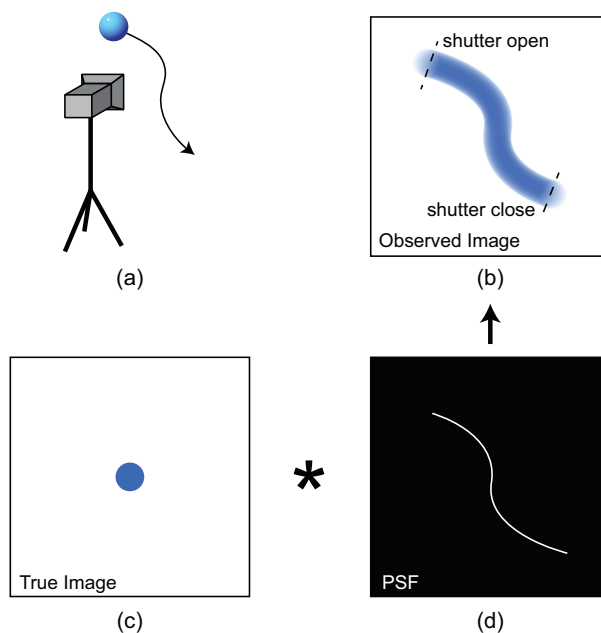 shutter open
shutter close
Observed Image
(a)
(b)
*
True Image
PSF
(c)
(d)